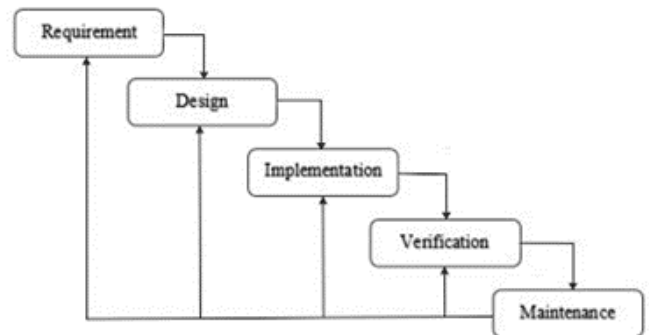 Requirement
Design
Implementation
Verification
Maintenance